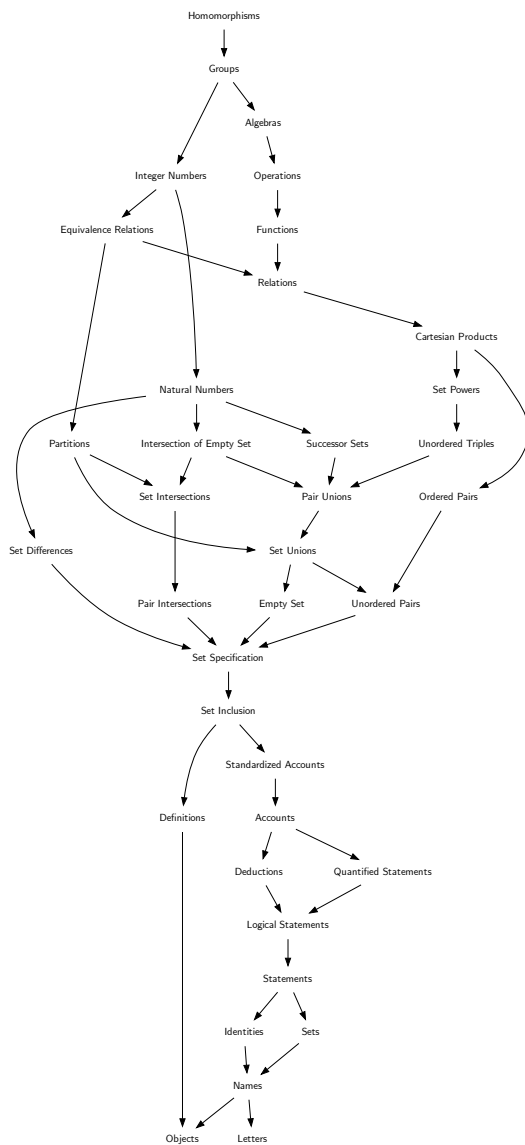 Homomorphisms
Groups
Algebras
Integer Numbers
Operations
Equivalence Relations
Functions
Relations
Cartesian Products
Natural Numbers
Set Powers
Partitions
Intersection of Empty Set
Successor Sets
Unordered Triples
Set Intersections
Pair Unions
Ordered Pairs
Set Differences
Set Unions
Pair Intersections
Empty Set
Unordered Pairs
Set Specification
Set Inclusion
Standardized Accounts
Definitions
Accounts
Deductions
Quantified Statements
Logical Statements
Statements
Identities
Sets
Names
Objects
Letters